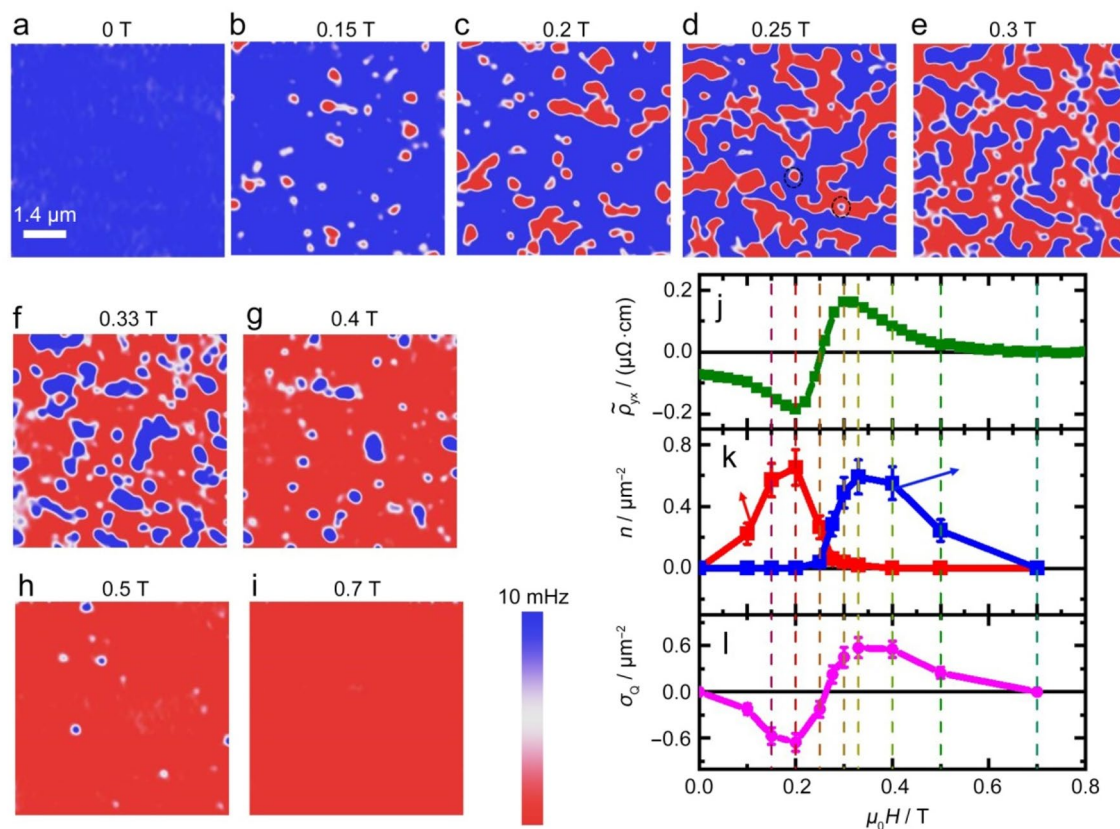 a
0 T
b
0.15 T
c
0.2 T
d
0.25 T
e
0.3 T
1.4 μm
f
0.33 T
g
0.4 T
h
0.5 T
i
0.7 T
10 mHz
j
0.2
0.0
−0.2
ρ̃yx / (μΩ·cm)
k
0.8
0.4
0.0
n / μm⁻²
l
0.6
0.0
−0.6
σQ / μm⁻²
0.0 0.2 0.4 0.6 0.8
μ₀H / T